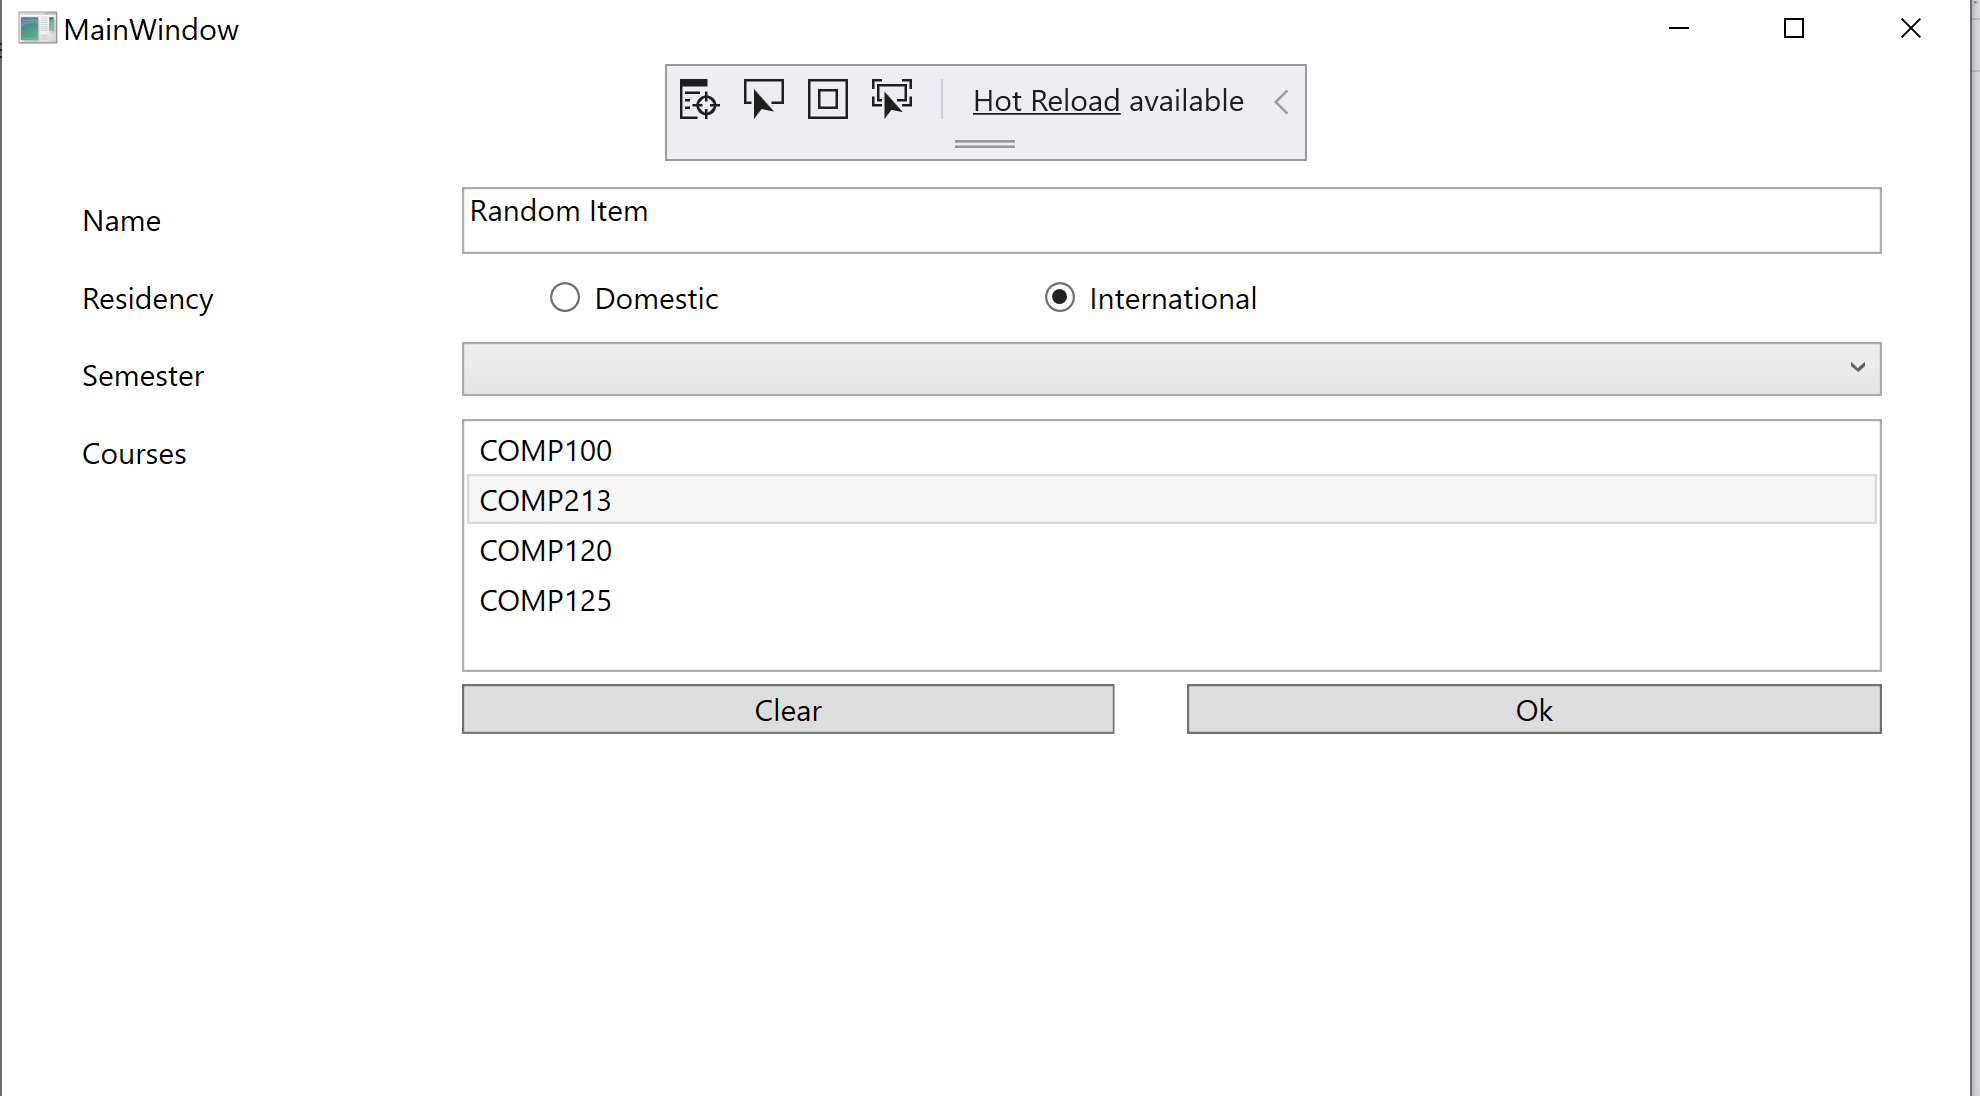 MainWindow
Hot Reload available
Name
Random Item
Residency
Domestic
International
Semester
Courses
COMP100
COMP213
COMP120
COMP125
Clear
Ok